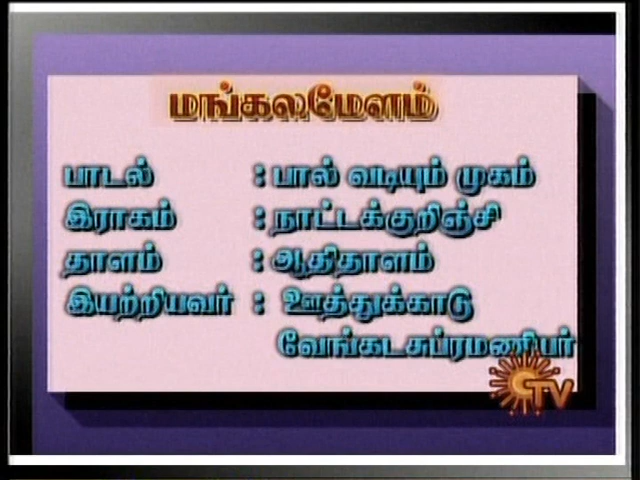 மங்கலமேளம்
பாடல் : பால் வடியும் முகம்
இராகம் : நாட்டக்குறிஞ்சி
தாளம் : ஆதிதாளம்
இயற்றியவர் : ஊத்துக்காடு
வேங்கடசுப்ரமணியர்
TV